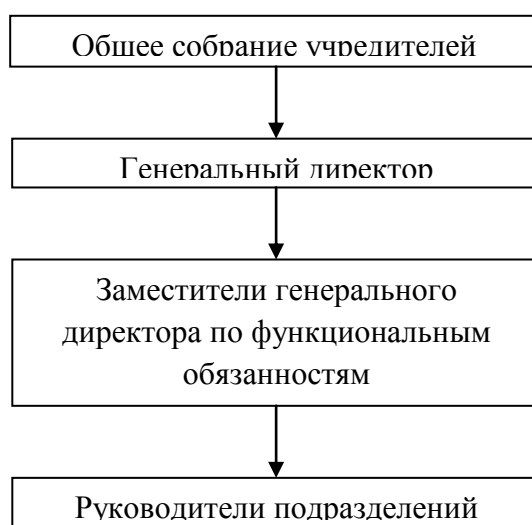 Общее собрание учредителей
Генеральный директор
Заместители генерального
директора по функциональным
обязанностям
Руководители подразделений